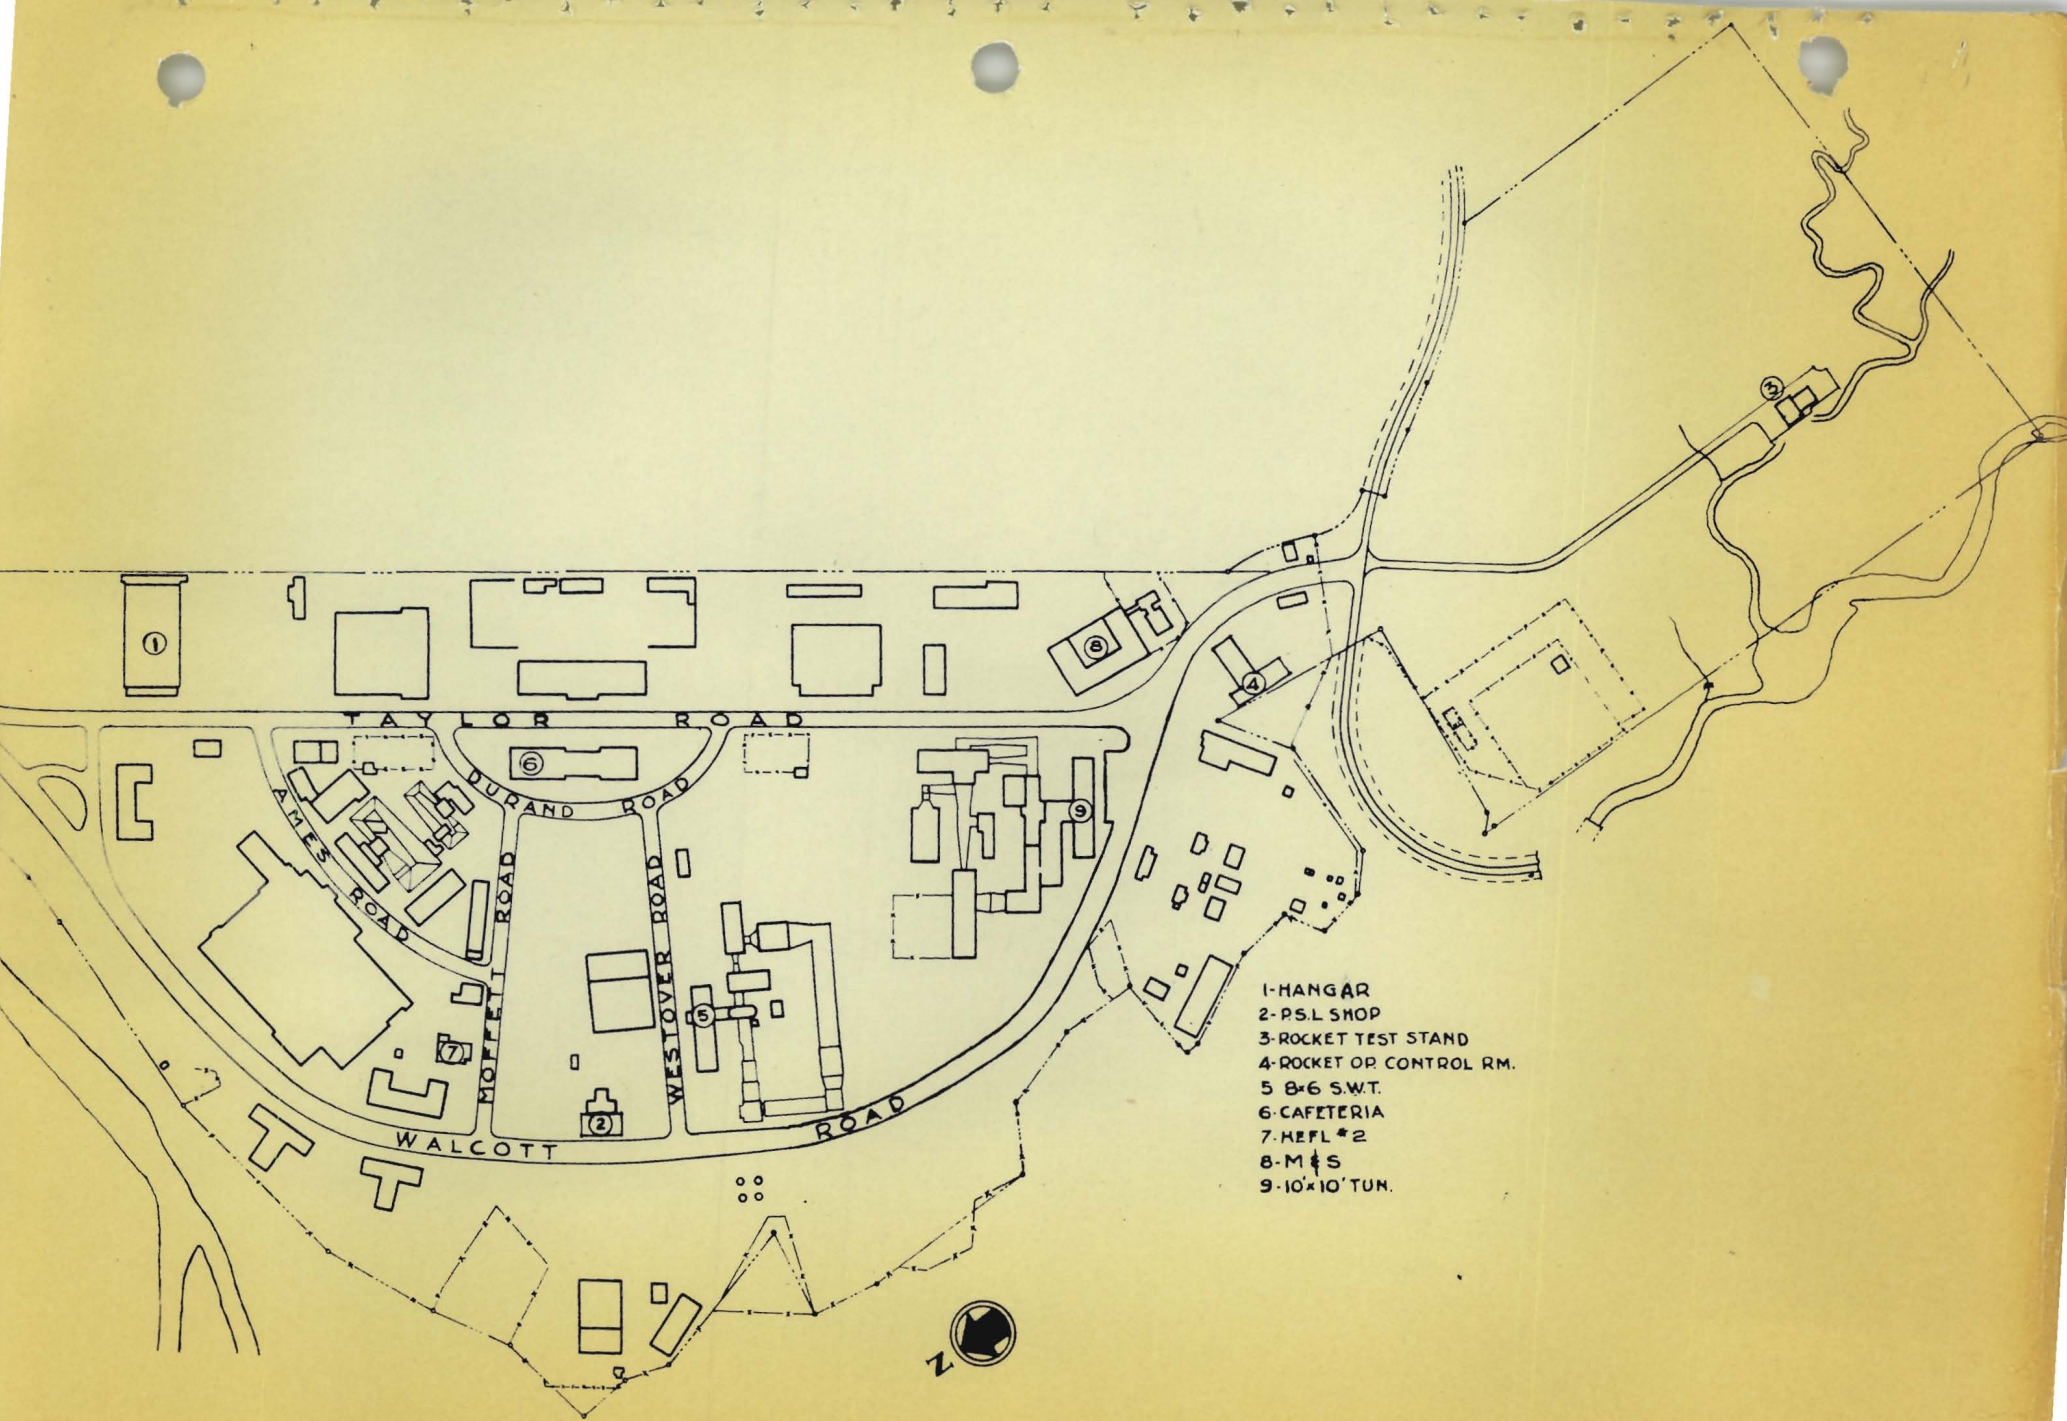 3
1
8
4
TAYLOR ROAD
6
DURAND ROAD
AMES ROAD
9
MOFFETT ROAD
WESTOVER ROAD
5
7
2
WALCOTT ROAD
1-HANGAR
2-P.S.L SHOP
3-ROCKET TEST STAND
4-ROCKET OP. CONTROL RM.
5 8×6 S.W.T.
6-CAFETERIA
7-HEFL #2
8-M & S
9-10'×10' TUN.
N